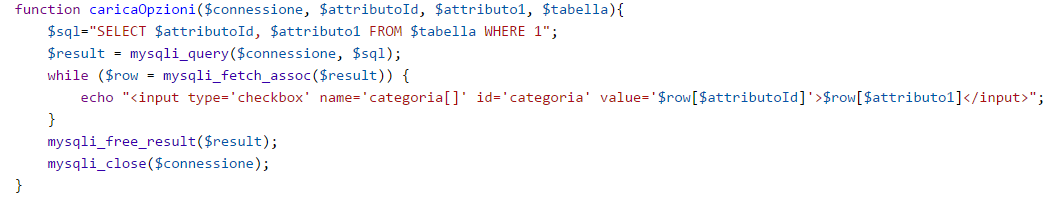 function caricaOpzioni($connessione, $attributoId, $attributo1, $tabella){
    $sql="SELECT $attributoId, $attributo1 FROM $tabella WHERE 1";
    $result = mysqli_query($connessione, $sql);
    while ($row = mysqli_fetch_assoc($result)) {
        echo "<input type='checkbox' name='categoria[]' id='categoria' value='$row[$attributoId]'>$row[$attributo1]</input>";
    }
    mysqli_free_result($result);
    mysqli_close($connessione);
}